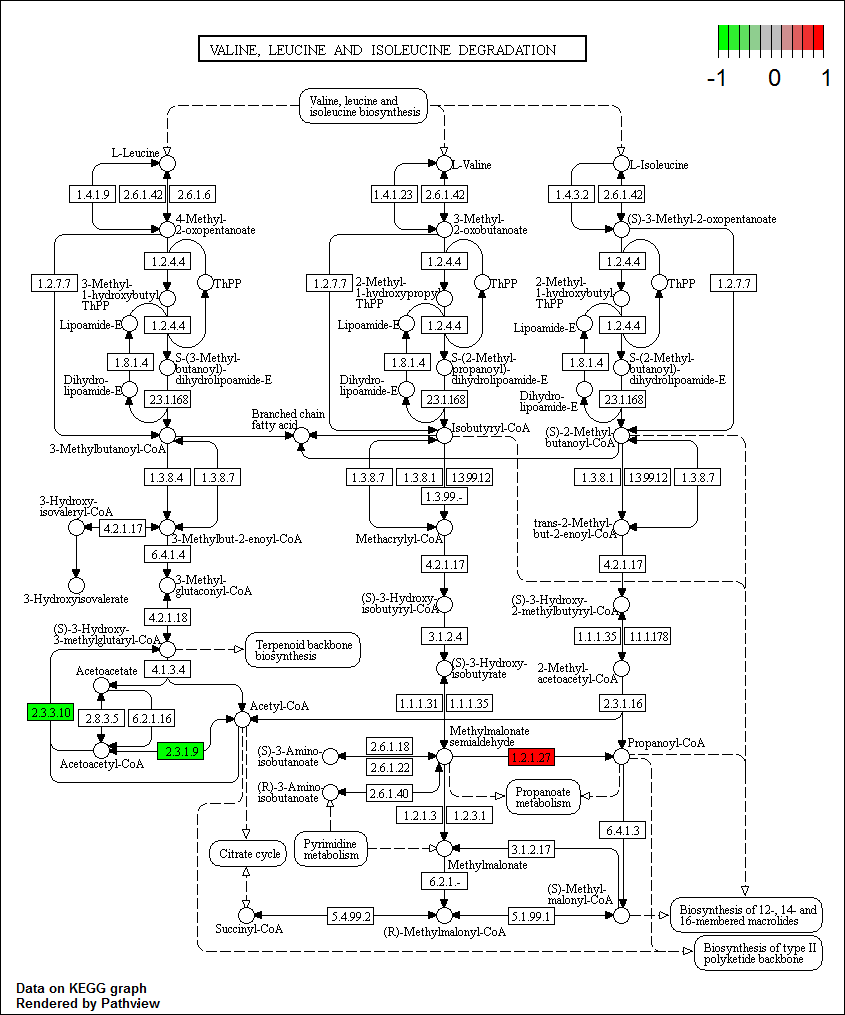 VALINE, LEUCINE AND ISOLEUCINE DEGRADATION
-1 0 1
Valine, leucine and
isoleucine biosynthesis
L-Leucine
L-Valine
L-Isoleucine
1.4.1.9
2.6.1.42
2.6.1.6
1.4.1.23
2.6.1.42
1.4.3.2
2.6.1.42
4-Methyl-
2-oxopentanoate
3-Methyl-
2-oxobutanoate
(S)-3-Methyl-2-oxopentanoate
1.2.4.4
1.2.4.4
1.2.4.4
1.2.7.7
1.2.7.7
1.2.7.7
3-Methyl-
1-hydroxybutyl-
ThPP
ThPP
2-Methyl-
1-hydroxypropyl-
ThPP
ThPP
2-Methyl-
1-hydroxybutyl-
ThPP
ThPP
Lipoamide-E
1.2.4.4
Lipoamide-E
1.2.4.4
Lipoamide-E
1.2.4.4
1.8.1.4
1.8.1.4
1.8.1.4
S-(3-Methyl-
butanoyl)-
dihydrolipoamide-E
S-(2-Methyl-
propanoyl)-
dihydrolipoamide-E
S-(2-Methyl-
butanoyl)-
dihydrolipoamide-E
Dihydro-
lipoamide-E
Dihydro-
lipoamide-E
Dihydro-
lipoamide-E
2.3.1.168
2.3.1.168
2.3.1.168
Branched chain
fatty acid
3-Methylbutanoyl-CoA
Isobutyryl-CoA
(S)-2-Methyl-
butanoyl-CoA
1.3.8.4
1.3.8.7
1.3.8.7
1.3.8.1
1.3.99.12
1.3.8.1
1.3.99.12
1.3.8.7
1.3.99.-
3-Hydroxy-
isovaleryl-CoA
4.2.1.17
3-Methylbut-2-enoyl-CoA
Methacrylyl-CoA
trans-2-Methyl-
but-2-enoyl-CoA
6.4.1.4
4.2.1.17
4.2.1.17
3-Hydroxyisovalerate
3-Methyl-
glutaconyl-CoA
(S)-3-Hydroxy-
isobutyryl-CoA
(S)-3-Hydroxy-
2-methylbutyryl-CoA
4.2.1.18
3.1.2.4
1.1.1.35
1.1.1.178
(S)-3-Hydroxy-
3-methylglutaryl-CoA
Terpenoid backbone
biosynthesis
4.1.3.4
(S)-3-Hydroxy-
isobutyrate
2-Methyl-
acetoacetyl-CoA
Acetoacetate
Acetyl-CoA
1.1.1.31
1.1.1.35
2.3.1.16
2.3.3.10
2.8.3.5
6.2.1.16
2.3.1.9
Acetoacetyl-CoA
Methylmalonate
semialdehyde
Propanoyl-CoA
(S)-3-Amino-
isobutanoate
2.6.1.18
2.6.1.22
1.2.1.27
(R)-3-Amino-
isobutanoate
2.6.1.40
Propanoate
metabolism
1.2.1.3
1.2.3.1
6.4.1.3
Citrate cycle
Pyrimidine
metabolism
3.1.2.17
Methylmalonate
6.2.1.-
(S)-Methyl-
malonyl-CoA
Succinyl-CoA
5.4.99.2
(R)-Methylmalonyl-CoA
5.1.99.1
Biosynthesis of 12-, 14- and
16-membered macrolides
Biosynthesis of type II
polyketide backbone
Data on KEGG graph
Rendered by Pathview